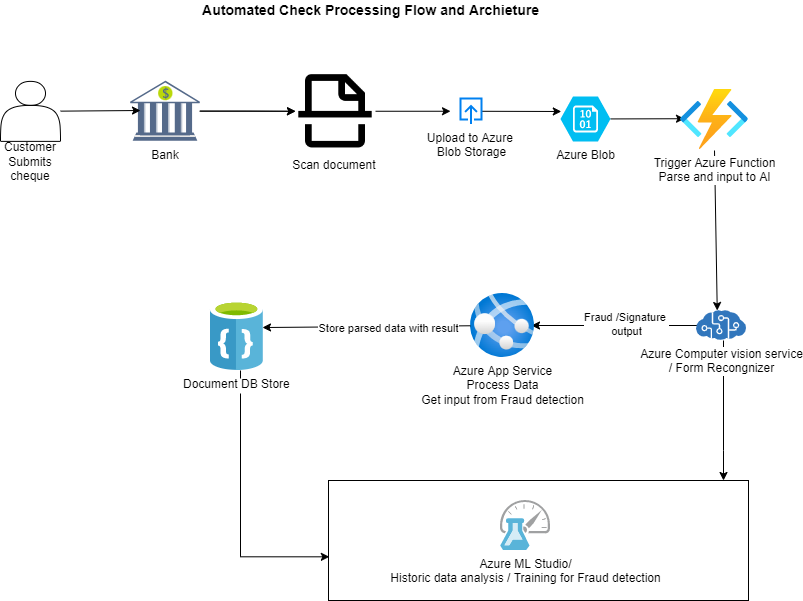 Automated Check Processing Flow and Archieture
$
Customer
Submits
cheque
Bank
Scan document
Upload to Azure
Blob Storage
10
01
Azure Blob
Trigger Azure Function
Parse and input to AI
Store parsed data with result
Fraud /Signature
output
{ }
Document DB Store
Azure App Service
Process Data
Get input from Fraud detection
Azure Computer vision service
/ Form Recongnizer
Azure ML Studio/
Historic data analysis / Training for Fraud detection